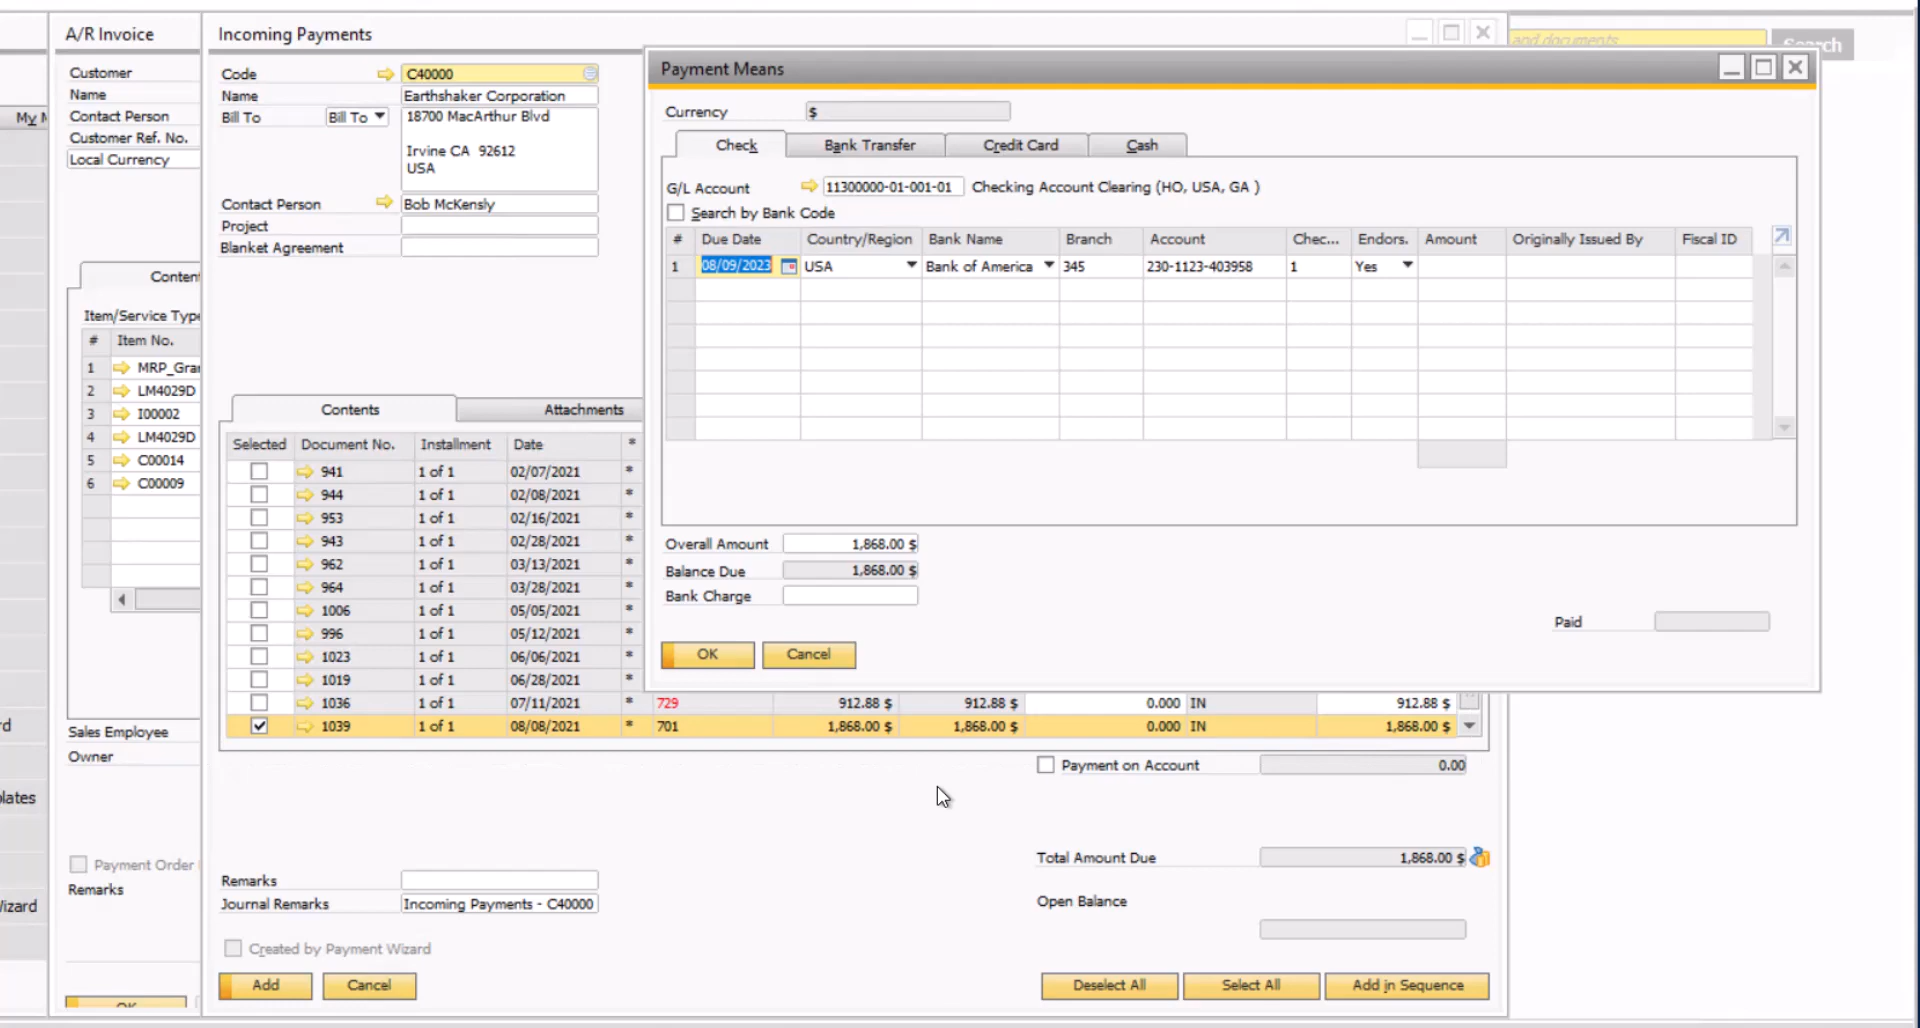 A/R Invoice
Customer
Name
Contact Person
Customer Ref. No.
Local Currency
My
Item/Service Type
# Item No.
1
2 LM4029D
3 I00002
4 LM4029D
5 C00014
6 C00009
Sales Employee
Owner
Payment Order
Remarks
Incoming Payments
Code C40000
Name Earthshaker Corporation
Bill To Bill To 18700 MacArthur Blvd
Irvine CA 92612
USA
Contact Person Bob McKensly
Project
Blanket Agreement
Contents Attachments
Selected Document No. Installment Date *
941 1 of 1 02/07/2021 *
944 1 of 1 02/08/2021 *
953 1 of 1 02/16/2021 *
943 1 of 1 02/28/2021 *
962 1 of 1 03/13/2021 *
964 1 of 1 03/28/2021 *
1006 1 of 1 05/05/2021 *
996 1 of 1 05/12/2021 *
1023 1 of 1 06/06/2021 *
1019 1 of 1 06/28/2021 *
1036 1 of 1 07/11/2021 * 729 912.88 $ 912.88 $ 0.000 IN 912.88 $
1039 1 of 1 08/08/2021 * 701 1,868.00 $ 1,868.00 $ 0.000 IN 1,868.00 $
Payment on Account 0.00
Total Amount Due 1,868.00 $
Open Balance
Remarks
Journal Remarks Incoming Payments - C40000
Created by Payment Wizard
Add Cancel Deselect All Select All Add in Sequence
and documents Search
Payment Means
Currency $
Check Bank Transfer Credit Card Cash
G/L Account 11300000-01-001-01 Checking Account Clearing (HO, USA, GA )
Search by Bank Code
# Due Date Country/Region Bank Name Branch Account Chec... Endors. Amount Originally Issued By Fiscal ID
1 08/09/2023 USA Bank of America 345 230-1123-403958 1 Yes
Overall Amount 1,868.00 $
Balance Due 1,868.00 $
Bank Charge
Paid
OK Cancel